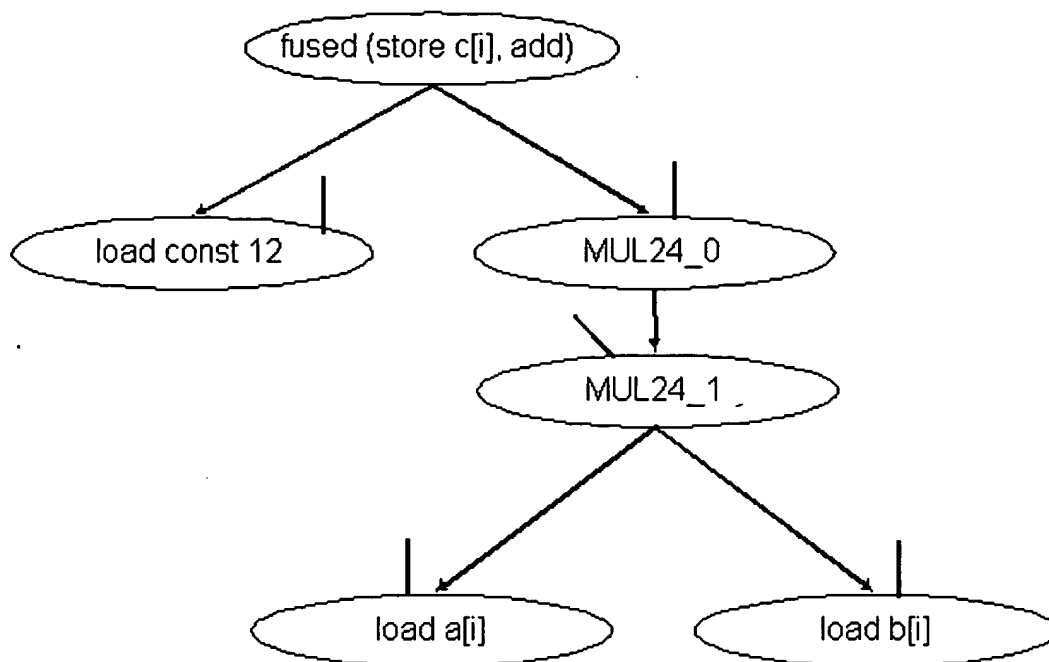 fused (store c[i], add)
load const 12
MUL24_0
MUL24_1
load a[i]
load b[i]